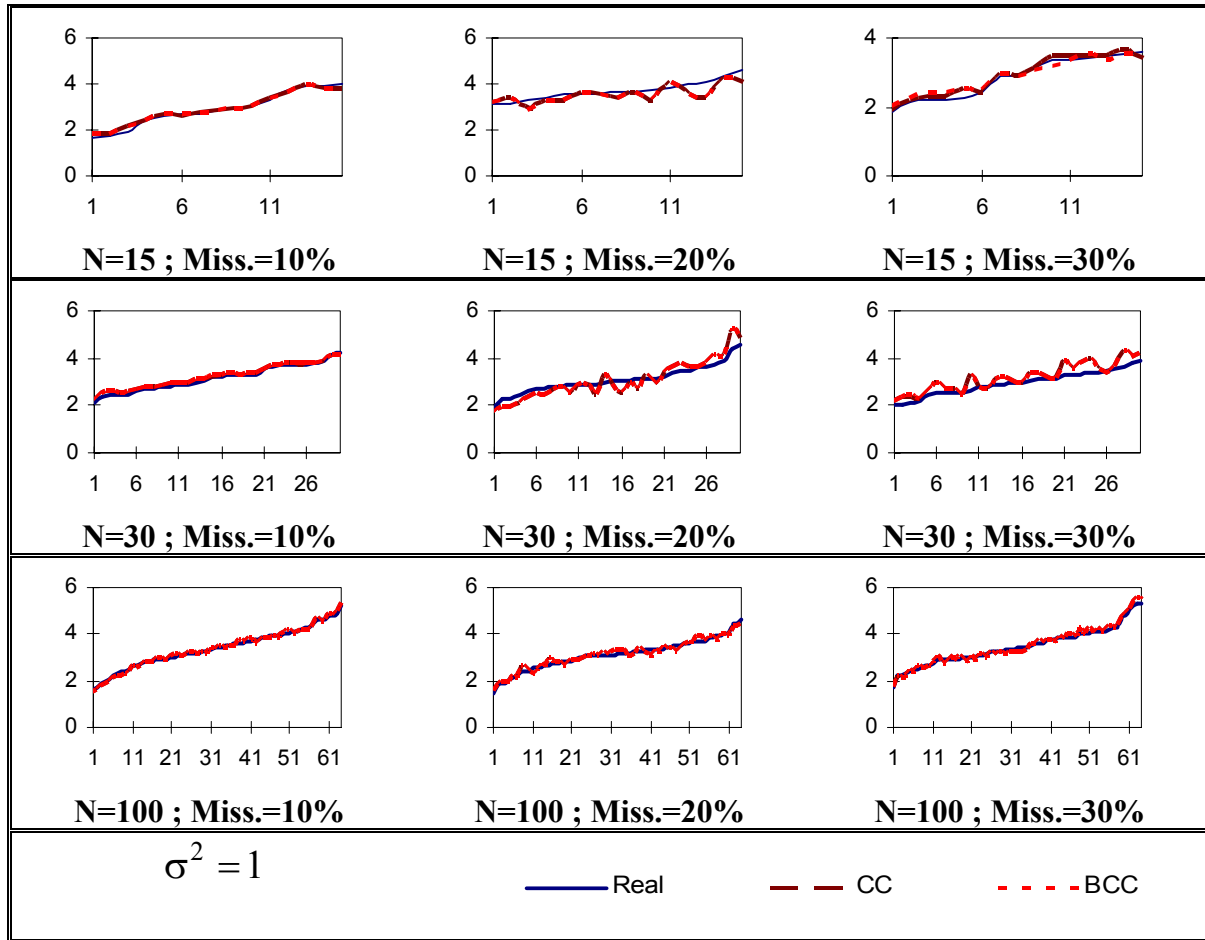 6 6 4
4 4
2 2 2
0 0 0
1 6 11 1 6 11 1 6 11
N=15 ; Miss.=10% N=15 ; Miss.=20% N=15 ; Miss.=30%
6 6 6
4 4 4
2 2 2
0 0 0
1 6 11 16 21 26 1 6 11 16 21 26 1 6 11 16 21 26
N=30 ; Miss.=10% N=30 ; Miss.=20% N=30 ; Miss.=30%
6 6 6
4 4 4
2 2 2
0 0 0
1 11 21 31 41 51 61 1 11 21 31 41 51 61 1 11 21 31 41 51 61
N=100 ; Miss.=10% N=100 ; Miss.=20% N=100 ; Miss.=30%
σ² = 1
Real CC BCC